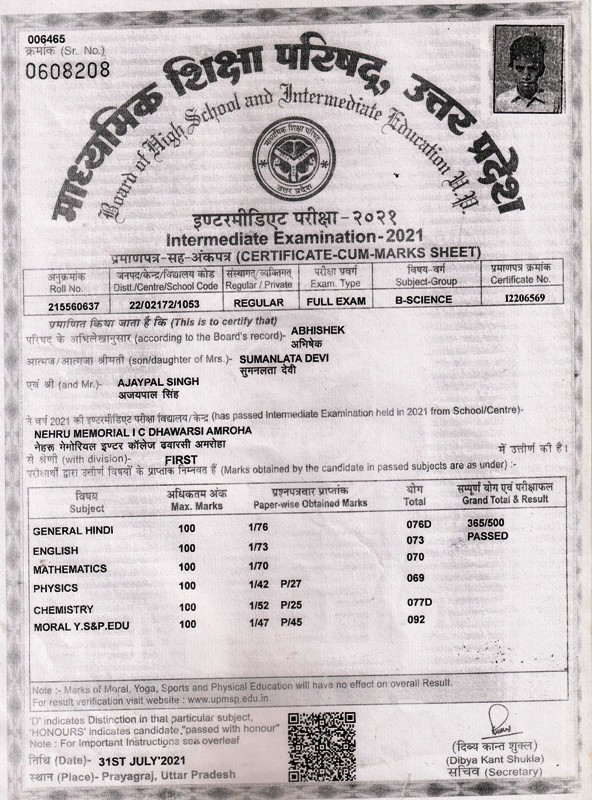 006465
क्रमांक (Sr. No.)
0608208
माध्यमिक शिक्षा परिषद, उत्तर प्रदेश
Board of High School and Intermediate Education U.P.
माध्यमिक शिक्षा परिषद
उत्तर प्रदेश
इण्टरमीडिएट परीक्षा-२०२१
Intermediate Examination-2021
प्रमाणपत्र-सह-अंकपत्र (CERTIFICATE-CUM-MARKS SHEET)
अनुक्रमांक जनपद/केन्द्र/विद्यालय कोड संस्थागत/व्यक्तिगत परीक्षा प्रवर्ग विषय-वर्ग प्रमाणपत्र क्रमांक
Roll No. Distt./Centre/School Code Regular / Private Exam. Type Subject-Group Certificate No.
215560637 22/02172/1053 REGULAR FULL EXAM B-SCIENCE 12206569
प्रमाणित किया जाता है कि (This is to certify that)
परिषद के अभिलेखानुसार (according to the Board's record)- ABHISHEK
अभिषेक
आत्मज/आत्मजा श्रीमती (son/daughter of Mrs.)- SUMANLATA DEVI
सुमनलता देवी
एवं श्री (and Mr.)- AJAYPAL SINGH
अजयपाल सिंह
ने वर्ष 2021 की इण्टरमीडिएट परीक्षा विद्यालय/केन्द्र (has passed Intermediate Examination held in 2021 from School/Centre)-
NEHRU MEMORIAL I C DHAWARSI AMROHA
नेहरू मेमोरियल इण्टर कॉलेज ढवारसी अमरोहा
से श्रेणी (with division)- FIRST में उत्तीर्ण की है।
परीक्षार्थी द्वारा उत्तीर्ण विषयों के प्राप्तांक निम्नवत हैं (Marks obtained by the candidate in passed subjects are as under) :-
विषय अधिकतम अंक प्रश्नपत्रवार प्राप्तांक योग सम्पूर्ण योग एवं परीक्षाफल
Subject Max. Marks Paper-wise Obtained Marks Total Grand Total & Result
GENERAL HINDI 100 1/76 076D 365/500
ENGLISH 100 1/73 073 PASSED
MATHEMATICS 100 1/70 070
PHYSICS 100 1/42 P/27 069
CHEMISTRY 100 1/52 P/25 077D
MORAL Y.S&P.EDU 100 1/47 P/45 092
Note :- Marks of Moral, Yoga, Sports and Physical Education will have no effect on overall Result.
For result verification visit website : www.upmsp.edu.in
'D' indicates Distinction in that particular subject,
'HONOURS' indicates candidate,"passed with honour"
Note : For Important Instructions see overleaf
तिथि (Date)- 31ST JULY'2021
स्थान (Place)- Prayagraj, Uttar Pradesh
(दिब्य कान्त शुक्ल)
(Dibya Kant Shukla)
सचिव (Secretary)